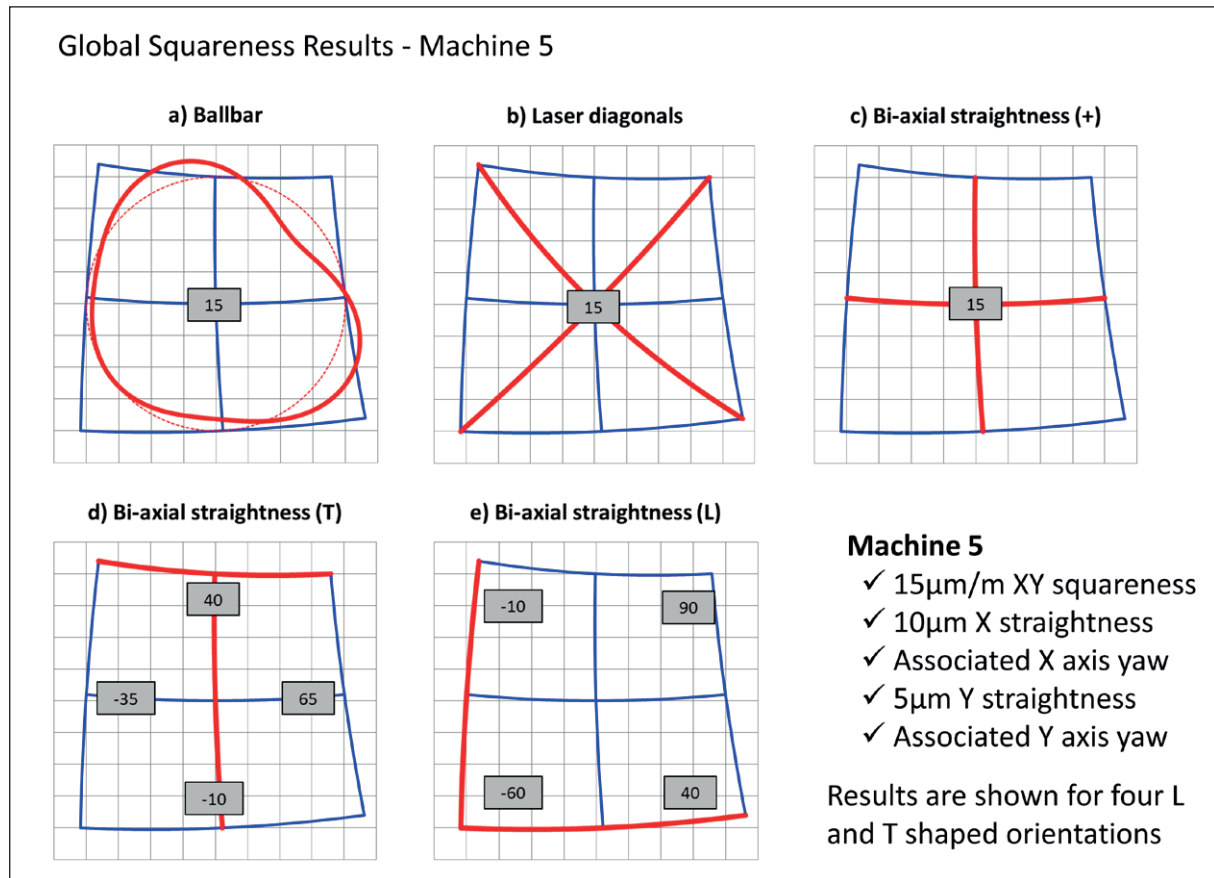 Global Squareness Results - Machine 5
a) Ballbar
b) Laser diagonals
c) Bi-axial straightness (+)
15
15
15
d) Bi-axial straightness (T)
e) Bi-axial straightness (L)
40
-35
65
-10
-10
90
-60
40
Machine 5
✓ 15µm/m XY squareness
✓ 10µm X straightness
✓ Associated X axis yaw
✓ 5µm Y straightness
✓ Associated Y axis yaw
Results are shown for four L
and T shaped orientations